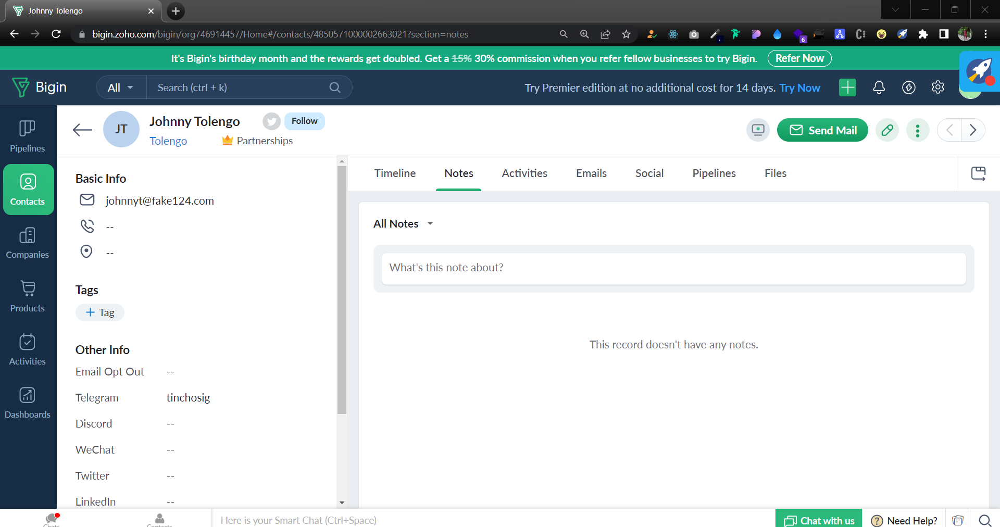 Johnny Tolengo
bigin.zoho.com/bigin/org746914457/Home#/contacts/4850571000002663021?section=notes
6
It's Bigin's birthday month and the rewards get doubled. Get a 15% 30% commission when you refer fellow businesses to try Bigin. Refer Now
Bigin
All
Search (ctrl + k)
Try Premier edition at no additional cost for 14 days. Try Now
JT
Johnny Tolengo
Follow
Tolengo
Partnerships
Send Mail
Pipelines
Contacts
Companies
Products
Activities
Dashboards
Basic Info
johnnyt@fake124.com
--
--
Tags
+ Tag
Other Info
Email Opt Out --
Telegram tinchosig
Discord --
WeChat --
Twitter --
LinkedIn --
Timeline Notes Activities Emails Social Pipelines Files
All Notes
What's this note about?
This record doesn't have any notes.
Chats
Contacts
Here is your Smart Chat (Ctrl+Space)
Chat with us
? Need Help?